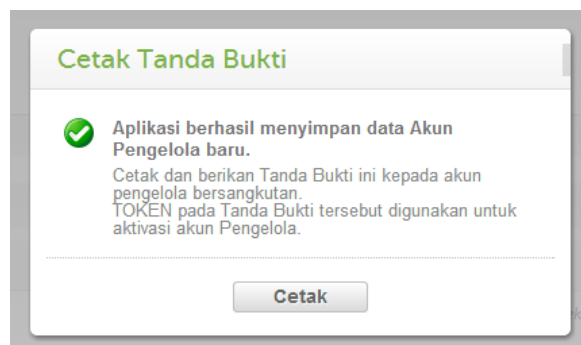 Cetak Tanda Bukti
Aplikasi berhasil menyimpan data Akun
Pengelola baru.
Cetak dan berikan Tanda Bukti ini kepada akun
pengelola bersangkutan.
TOKEN pada Tanda Bukti tersebut digunakan untuk
aktivasi akun Pengelola.
Cetak